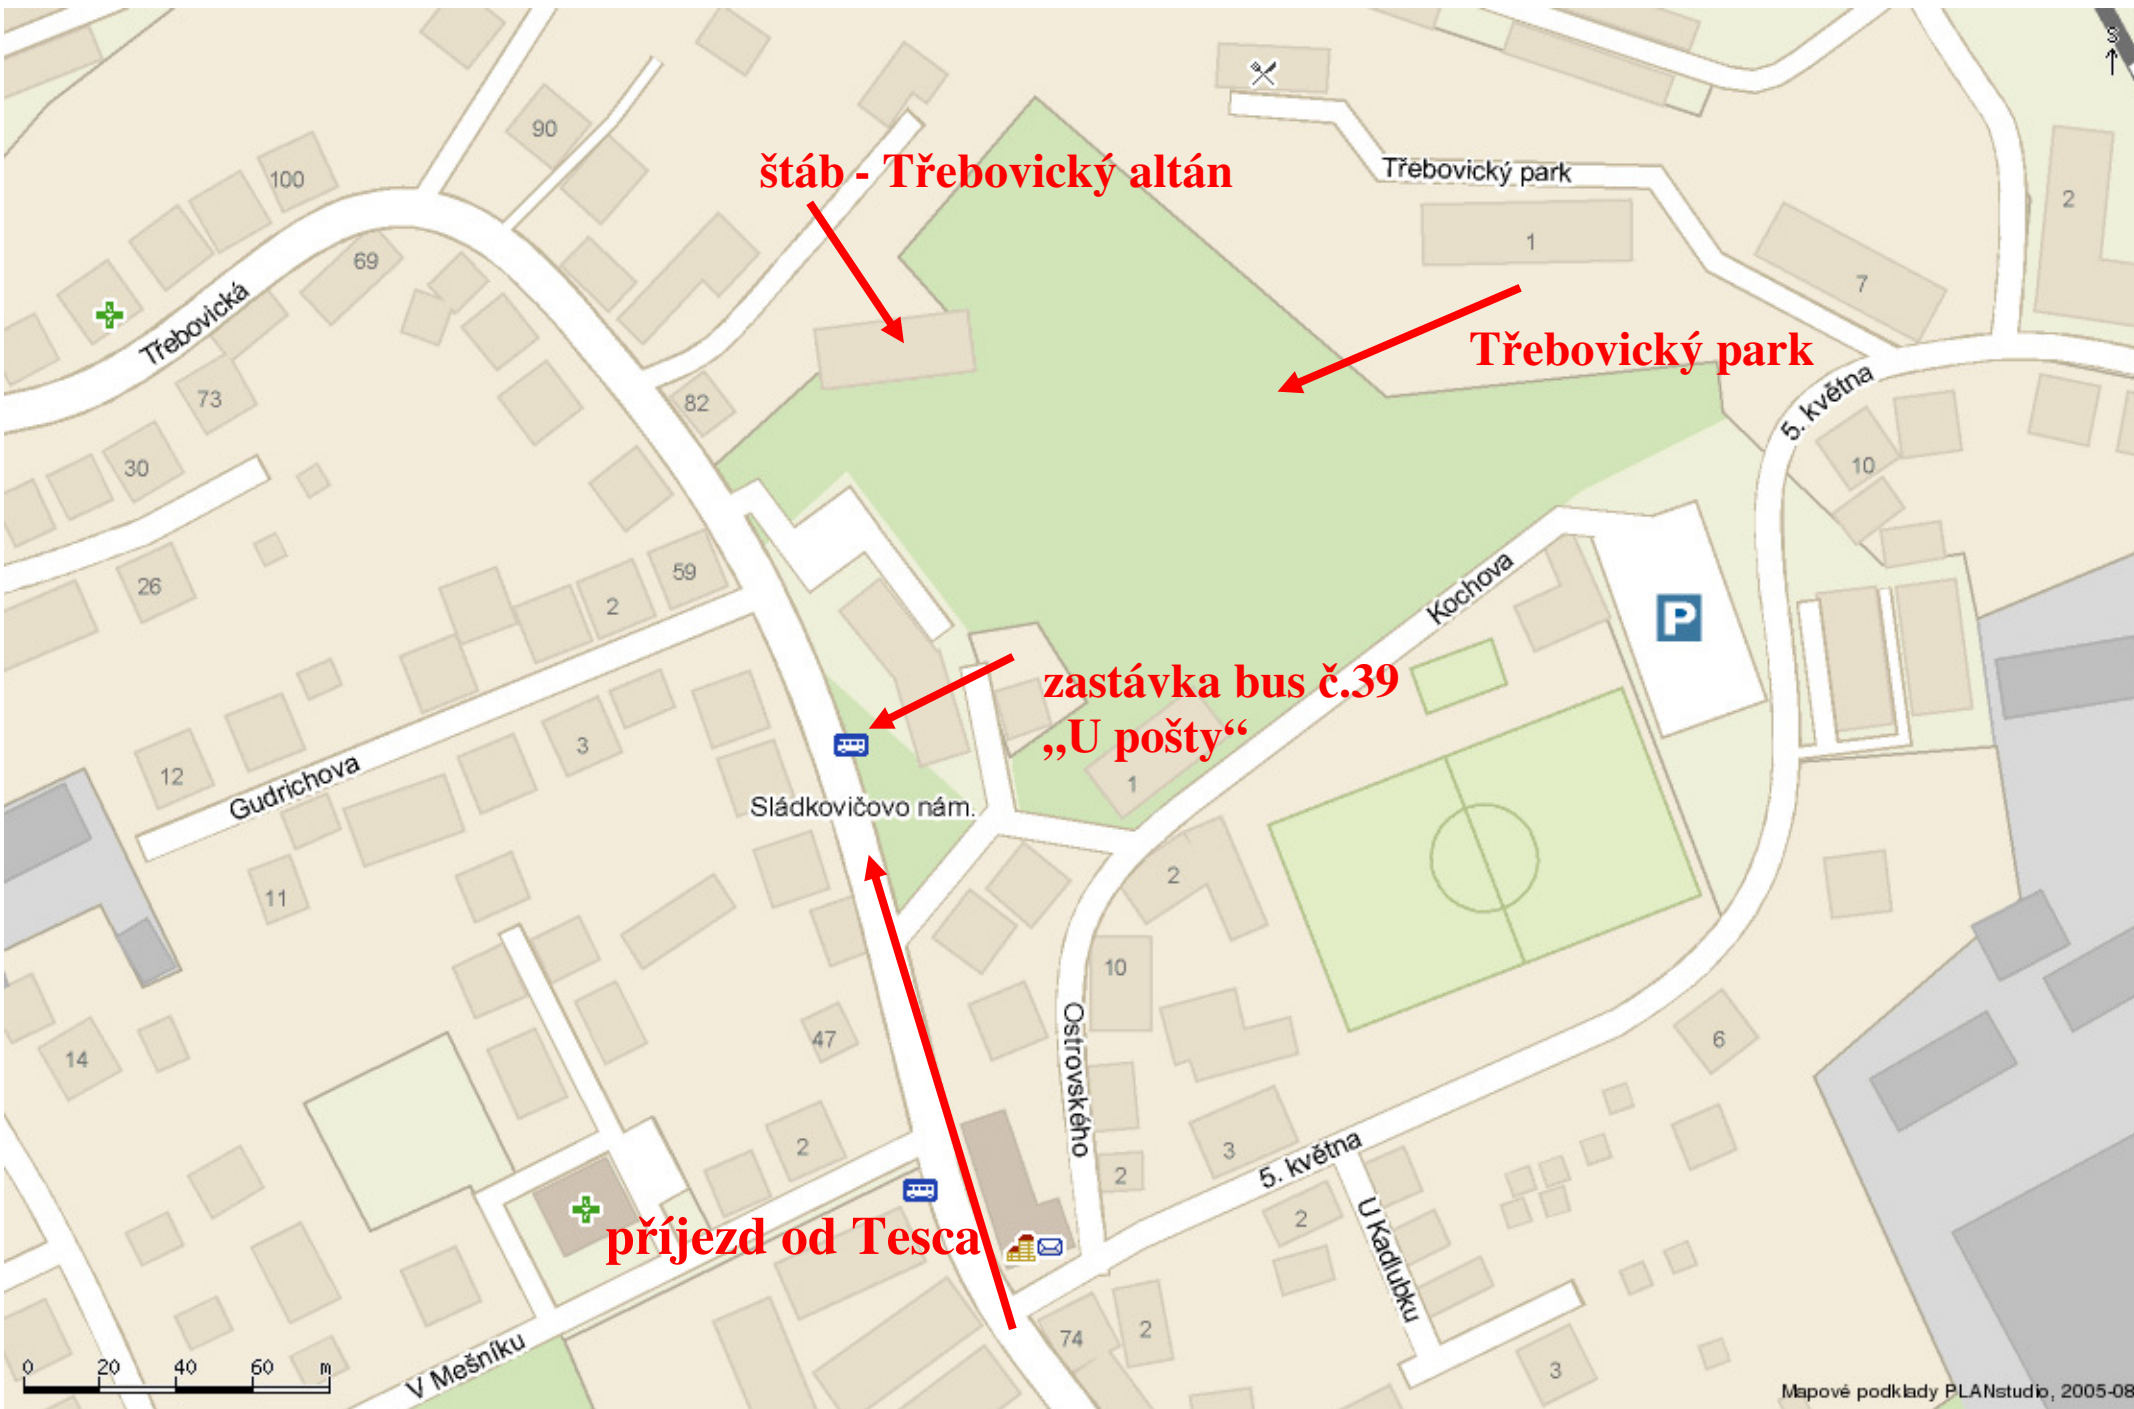 S
90
100
štáb - Třebovický altán
Třebovický park
2
1
69
7
Třebovická
Třebovický park
5. května
73
82
30
10
26
59
2
Kochova
P
zastávka bus č.39
„U pošty“
3
12
Gudrichova
1
Sládkovičovo nám.
2
11
10
47
14
Ostrovského
6
2
3
2
5. května
2
U Kadlubku
příjezd od Tesca
74
2
3
V Mešníku
0 20 40 60 m
Mapové podklady PLANstudio, 2005-08